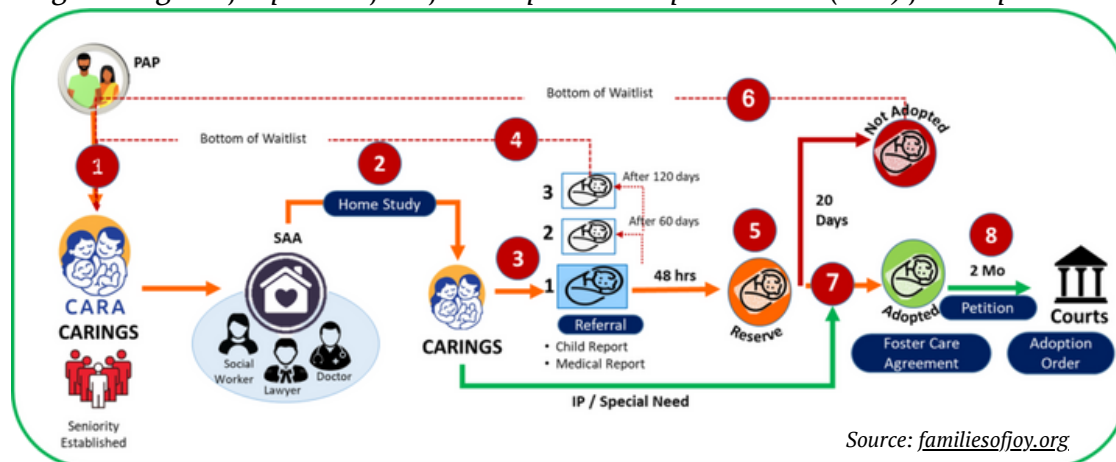 PAP
Bottom of Waitlist
6
Not Adopted
Bottom of Waitlist
4
1
2
Home Study
3
After 120 days
20
Days
SAA
2
After 60 days
5
8
3
1
48 hrs
7
2 Mo
CARA
CARINGS
Social
Worker
Lawyer
Doctor
CARINGS
Referral
• Child Report
• Medical Report
Reserve
Adopted
Petition
Courts
Foster Care
Agreement
Adoption
Order
IP / Special Need
Seniority
Established
Source: familiesofjoy.org